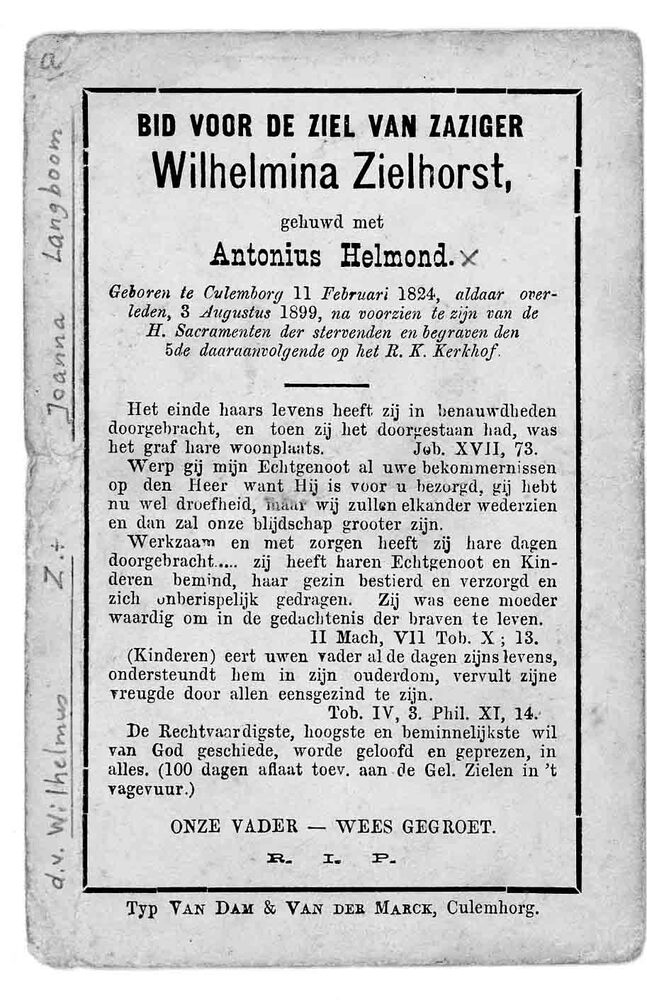 a
BID VOOR DE ZIEL VAN ZAZIGER
Wilhelmina Zielhorst,
gehuwd met
Antonius Helmond. x
Geboren te Culemborg 11 Februari 1824, aldaar over-
leden, 3 Augustus 1899, na voorzien te zijn van de
H. Sacramenten der stervenden en begraven den
5de daaraanvolgende op het R. K. Kerkhof.
Het einde haars levens heeft zij in benauwdheden
doorgebracht, en toen zij het doorgestaan had, was
het graf hare woonplaats. Job. XVII, 73.
Werp gij mijn Echtgenoot al uwe bekommernissen
op den Heer want Hij is voor u bezorgd, gij hebt
nu wel droefheid, maar wij zullen elkander wederzien
en dan zal onze blijdschap grooter zijn.
Werkzaam en met zorgen heeft zij hare dagen
doorgebracht..... zij heeft haren Echtgenoot en Kin-
deren bemind, haar gezin bestierd en verzorgd en
zich onberispelijk gedragen. Zij was eene moeder
waardig om in de gedachtenis der braven te leven.
II Mach, VII Tob. X ; 13.
(Kinderen) eert uwen vader al de dagen zijns levens,
ondersteundt hem in zijn ouderdom, vervult zijne
vreugde door allen eensgezind te zijn.
Tob. IV, 3. Phil. XI, 14.
De Rechtvaardigste, hoogste en beminnelijkste wil
van God geschiede, worde geloofd en geprezen, in
alles. (100 dagen aflaat toev. aan de Gel. Zielen in 't
vagevuur.)
ONZE VADER — WEES GEGROET.
R. I. P.
Typ VAN DAM & VAN DER MARCK, Culemhorg.
d.v. Wilhelmus Z. + Joanna Langboom